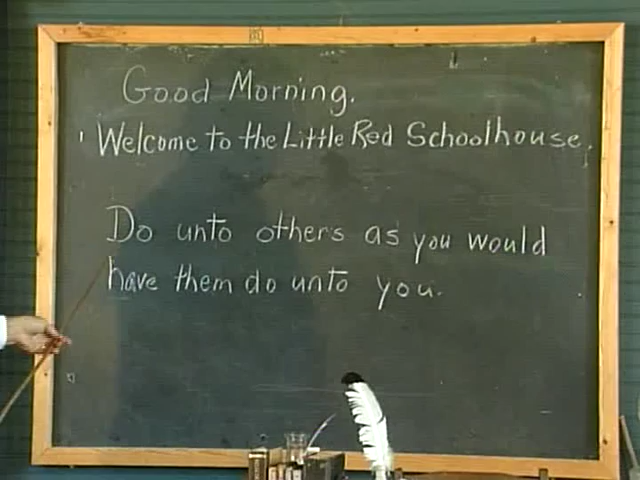 Good Morning.
Welcome to the Little Red Schoolhouse.
Do unto others as you would
have them do unto you.